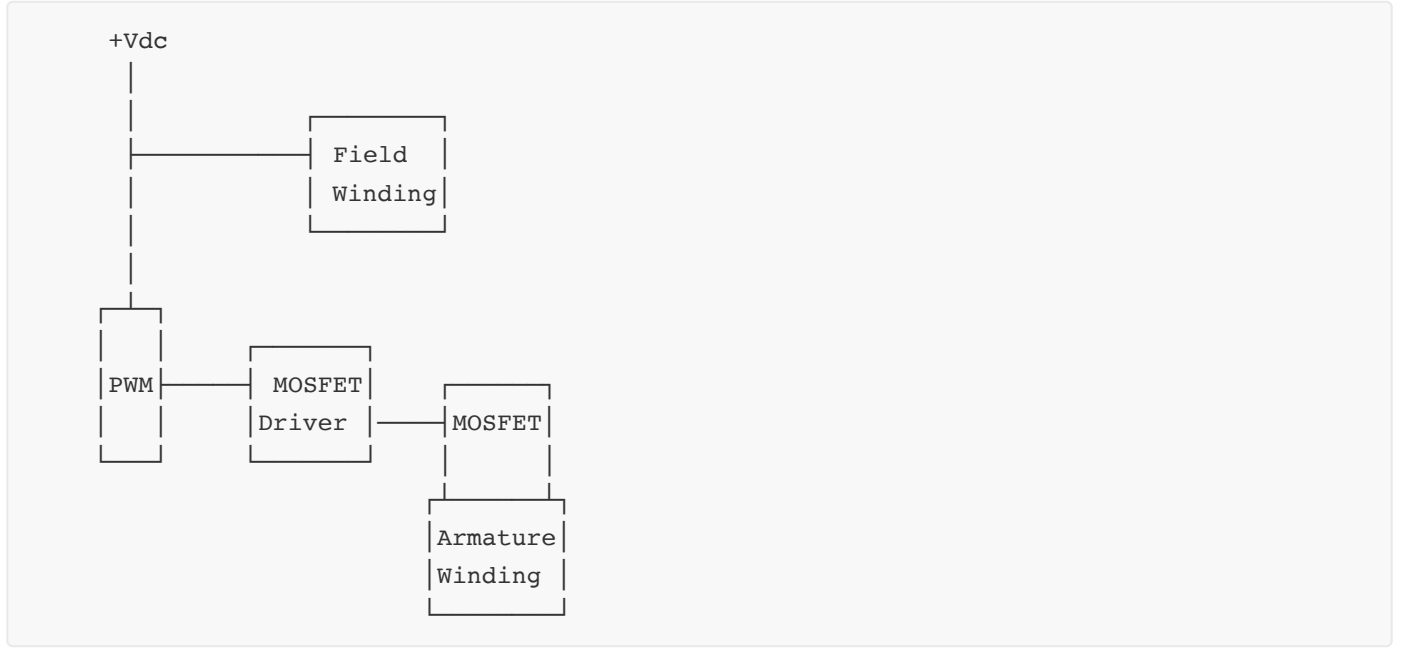 +Vdc
Field
Winding
PWM MOSFET
Driver MOSFET
Armature
Winding